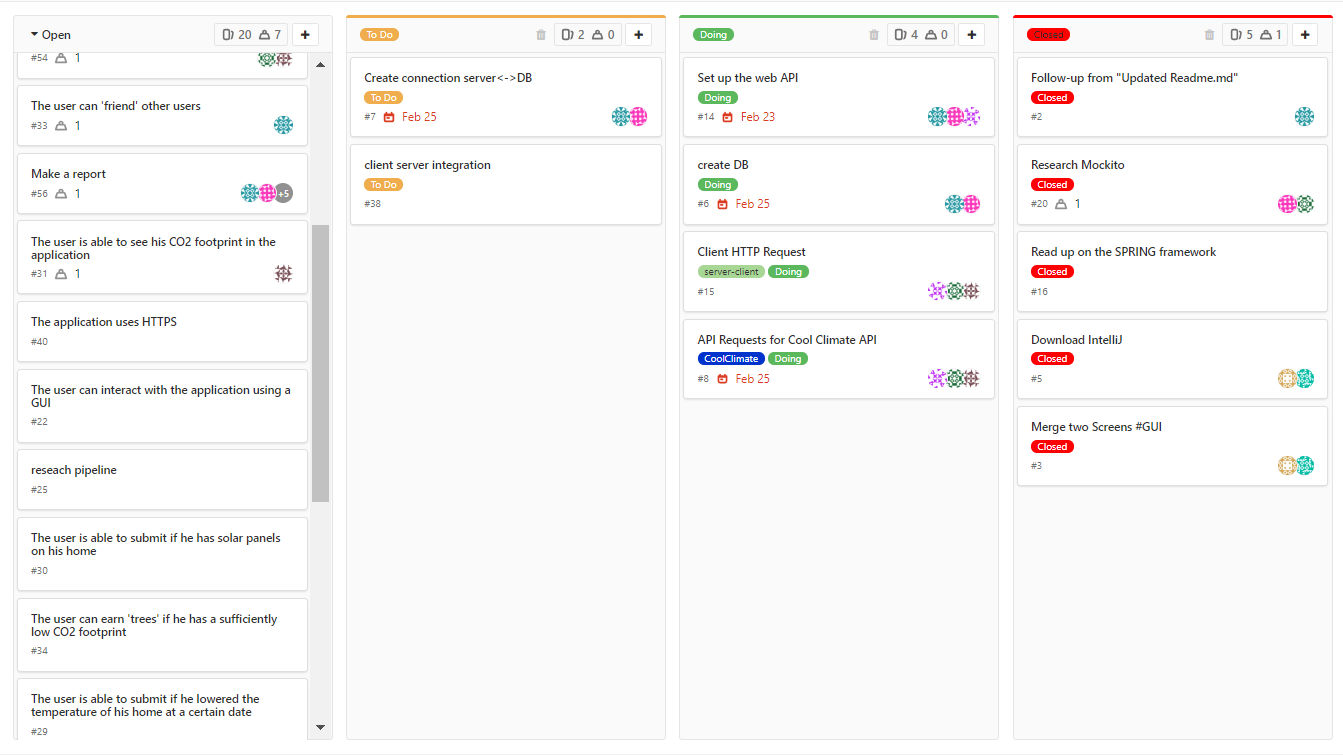 Open
20 7
#54 1
The user can 'friend' other users
#33 1
Make a report
#56 1
+5
The user is able to see his CO2 footprint in the
application
#31 1
The application uses HTTPS
#40
The user can interact with the application using a
GUI
#22
reseach pipeline
#25
The user is able to submit if he has solar panels
on his home
#30
The user can earn 'trees' if he has a sufficiently
low CO2 footprint
#34
The user is able to submit if he lowered the
temperature of his home at a certain date
#29
To Do
2 0
Create connection server<->DB
To Do
#7 Feb 25
client server integration
To Do
#38
Doing
4 0
Set up the web API
Doing
#14 Feb 23
create DB
Doing
#6 Feb 25
Client HTTP Request
server-client Doing
#15
API Requests for Cool Climate API
CoolClimate Doing
#8 Feb 25
Closed
5 1
Follow-up from "Updated Readme.md"
Closed
#2
Research Mockito
Closed
#20 1
Read up on the SPRING framework
Closed
#16
Download IntelliJ
Closed
#5
Merge two Screens #GUI
Closed
#3